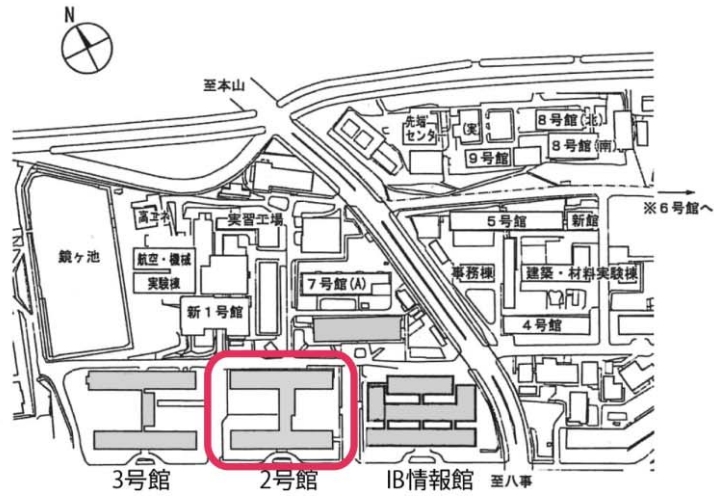 N
至本山
先端
センタ
(実)
8号館(北)
8号館(南)
9号館
※6号館へ
高エネ
実習工場
5号館
新館
鏡ヶ池
航空・機械
実験棟
7号館(A)
事務棟
建築・材料実験棟
新1号館
4号館
3号館
2号館
IB情報館
至八事